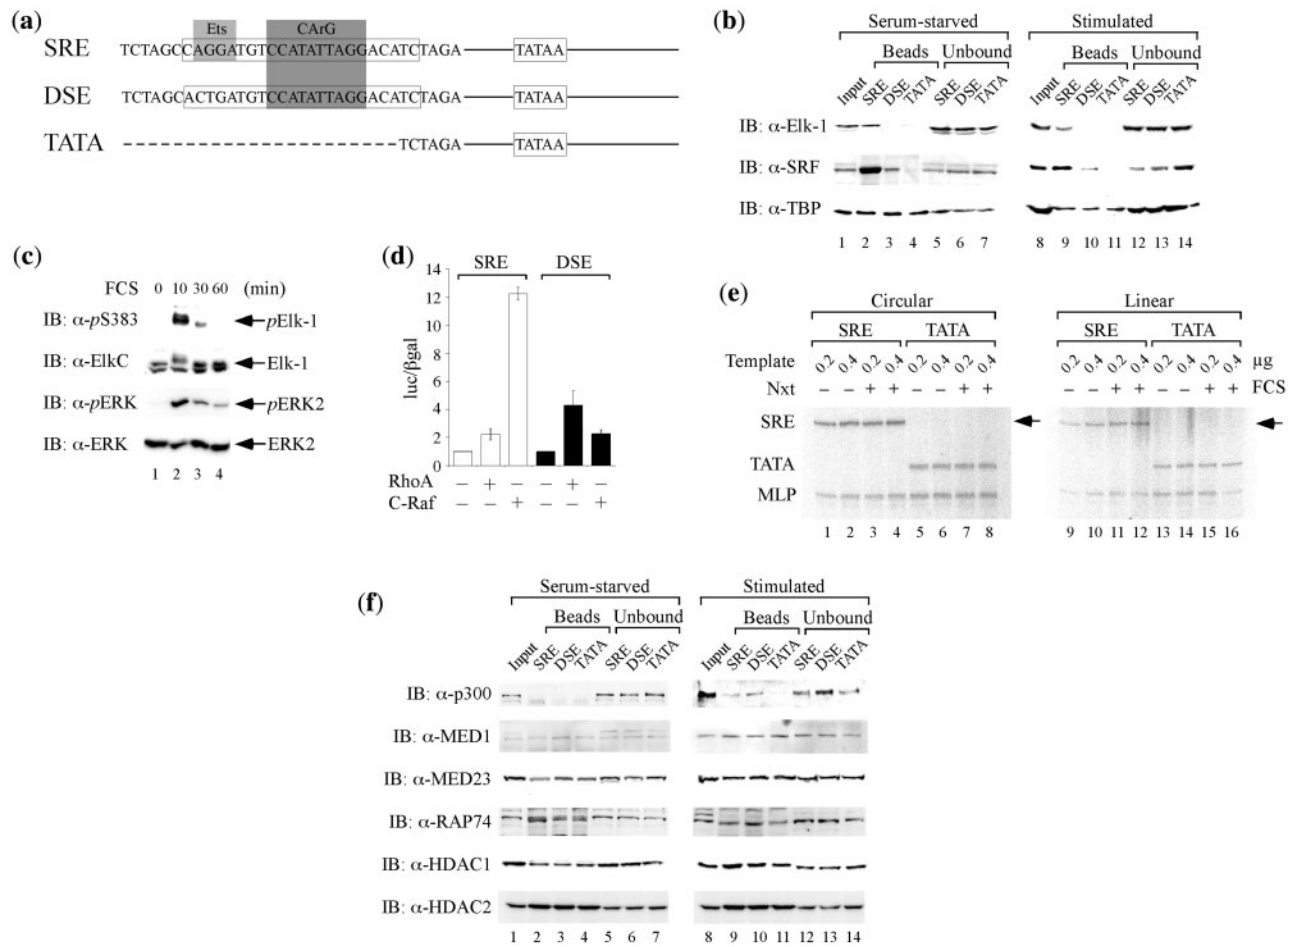 (a)
Ets CArG
SRE TCTAGCCAGGATGTCCATATTAGGACATCTAGA TATAA
DSE TCTAGCACTGATGTCCATATTAGGACATCTAGA TATAA
TATA TCTAGA TATAA
(b)
Serum-starved Stimulated
Beads Unbound Beads Unbound
Input SRE DSE TATA SRE DSE TATA Input SRE DSE TATA SRE DSE TATA
IB: α-Elk-1
IB: α-SRF
IB: α-TBP
1 2 3 4 5 6 7 8 9 10 11 12 13 14
(c)
FCS 0 10 30 60 (min)
IB: α-pS383 pElk-1
IB: α-ElkC Elk-1
IB: α-pERK pERK2
IB: α-ERK ERK2
1 2 3 4
(d)
SRE DSE
luc/βgal
14
12
10
8
6
4
2
0
RhoA – + – – + –
C-Raf – – + – – +
(e)
Circular Linear
SRE TATA SRE TATA
Template 0.2 0.4 0.2 0.4 0.2 0.4 0.2 0.4 0.2 0.4 0.2 0.4 0.2 0.4 0.2 0.4 µg
Nxt – – + + – – + + – – + + – – + + FCS
SRE
TATA
MLP
1 2 3 4 5 6 7 8 9 10 11 12 13 14 15 16
(f)
Serum-starved Stimulated
Beads Unbound Beads Unbound
Input SRE DSE TATA SRE DSE TATA Input SRE DSE TATA SRE DSE TATA
IB: α-p300
IB: α-MED1
IB: α-MED23
IB: α-RAP74
IB: α-HDAC1
IB: α-HDAC2
1 2 3 4 5 6 7 8 9 10 11 12 13 14